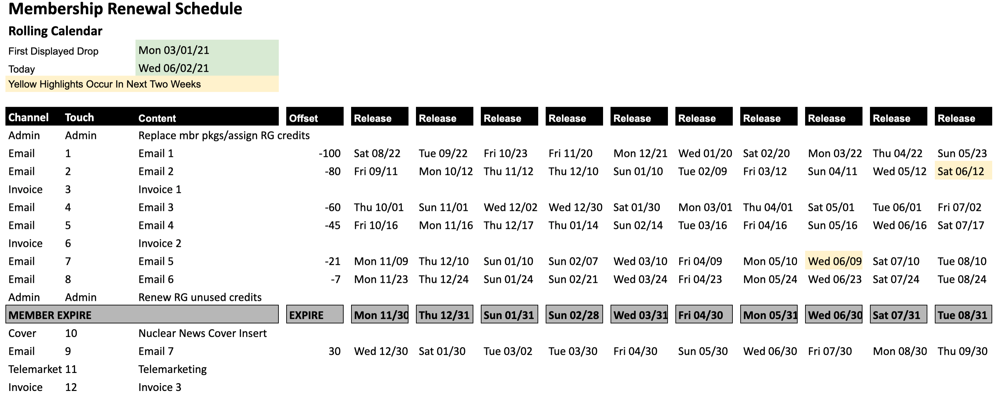 Membership Renewal Schedule
Rolling Calendar
First Displayed Drop Mon 03/01/21
Today Wed 06/02/21
Yellow Highlights Occur In Next Two Weeks
Channel Touch Content Offset Release Release Release Release Release Release Release Release Release Release
Admin Admin Replace mbr pkgs/assign RG credits
Email 1 Email 1 -100 Sat 08/22 Tue 09/22 Fri 10/23 Fri 11/20 Mon 12/21 Wed 01/20 Sat 02/20 Mon 03/22 Thu 04/22 Sun 05/23
Email 2 Email 2 -80 Fri 09/11 Mon 10/12 Thu 11/12 Thu 12/10 Sun 01/10 Tue 02/09 Fri 03/12 Sun 04/11 Wed 05/12 Sat 06/12
Invoice 3 Invoice 1
Email 4 Email 3 -60 Thu 10/01 Sun 11/01 Wed 12/02 Wed 12/30 Sat 01/30 Mon 03/01 Thu 04/01 Sat 05/01 Tue 06/01 Fri 07/02
Email 5 Email 4 -45 Fri 10/16 Mon 11/16 Thu 12/17 Thu 01/14 Sun 02/14 Tue 03/16 Fri 04/16 Sun 05/16 Wed 06/16 Sat 07/17
Invoice 6 Invoice 2
Email 7 Email 5 -21 Mon 11/09 Thu 12/10 Sun 01/10 Sun 02/07 Wed 03/10 Fri 04/09 Mon 05/10 Wed 06/09 Sat 07/10 Tue 08/10
Email 8 Email 6 -7 Mon 11/23 Thu 12/24 Sun 01/24 Sun 02/21 Wed 03/24 Fri 04/23 Mon 05/24 Wed 06/23 Sat 07/24 Tue 08/24
Admin Admin Renew RG unused credits
MEMBER EXPIRE EXPIRE Mon 11/30 Thu 12/31 Sun 01/31 Sun 02/28 Wed 03/31 Fri 04/30 Mon 05/31 Wed 06/30 Sat 07/31 Tue 08/31
Cover 10 Nuclear News Cover Insert
Email 9 Email 7 30 Wed 12/30 Sat 01/30 Tue 03/02 Tue 03/30 Fri 04/30 Sun 05/30 Wed 06/30 Fri 07/30 Mon 08/30 Thu 09/30
Telemarket 11 Telemarketing
Invoice 12 Invoice 3